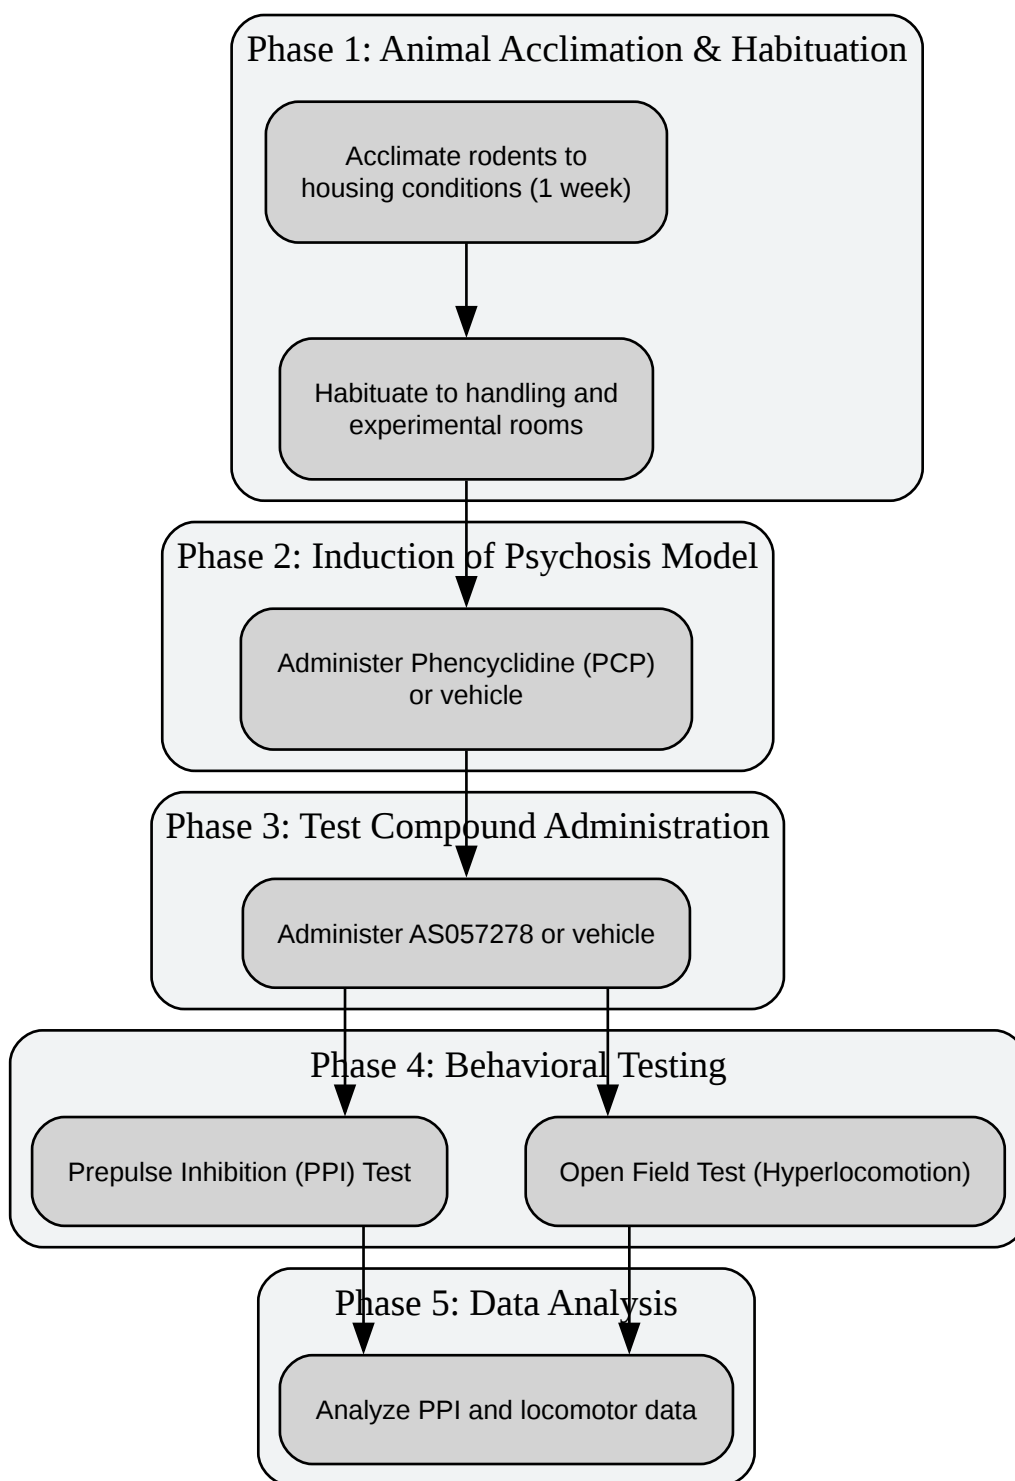 Phase 1: Animal Acclimation & Habituation
Acclimate rodents to
housing conditions (1 week)
Habituate to handling and
experimental rooms
Phase 2: Induction of Psychosis Model
Administer Phencyclidine (PCP)
or vehicle
Phase 3: Test Compound Administration
Administer AS057278 or vehicle
Phase 4: Behavioral Testing
Prepulse Inhibition (PPI) Test
Open Field Test (Hyperlocomotion)
Phase 5: Data Analysis
Analyze PPI and locomotor data